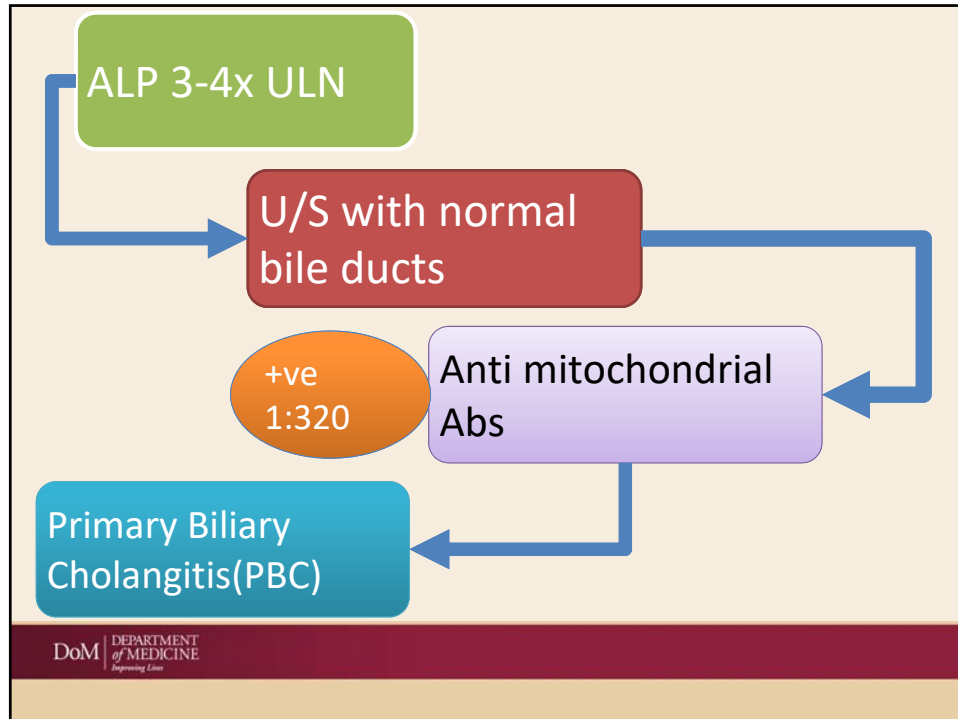 ALP 3-4x ULN
U/S with normal
bile ducts
+ve
1:320
Anti mitochondrial
Abs
Primary Biliary
Cholangitis(PBC)
DoM
DEPARTMENT
of MEDICINE
Improving Lives